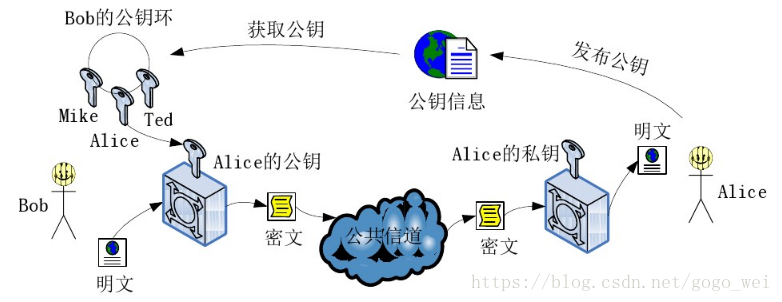 Bob的公钥环
获取公钥
发布公钥
Mike
Ted
Alice
公钥信息
明文
Alice的公钥
Alice的私钥
Bob
Alice
密文
公共信道
密文
明文
https://blog.csdn.net/gogo_wei